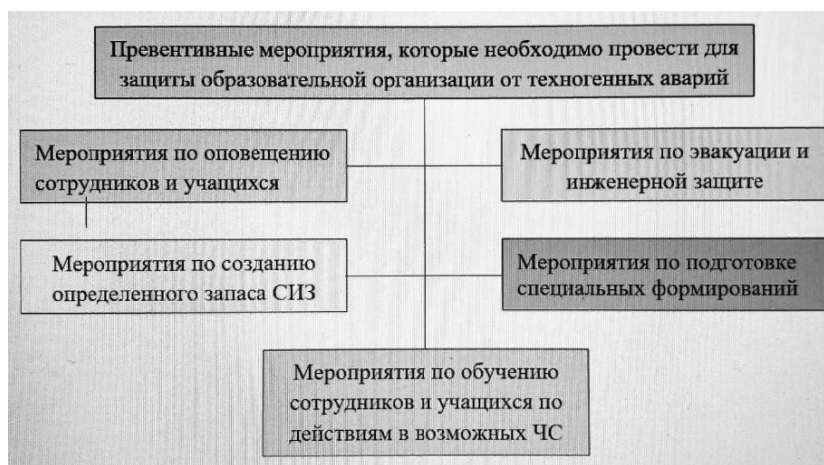 Превентивные мероприятия, которые необходимо провести для
защиты образовательной организации от техногенных аварий
Мероприятия по оповещению
сотрудников и учащихся
Мероприятия по эвакуации и
инженерной защите
Мероприятия по созданию
определенного запаса СИЗ
Мероприятия по подготовке
специальных формирований
Мероприятия по обучению
сотрудников и учащихся по
действиям в возможных ЧС